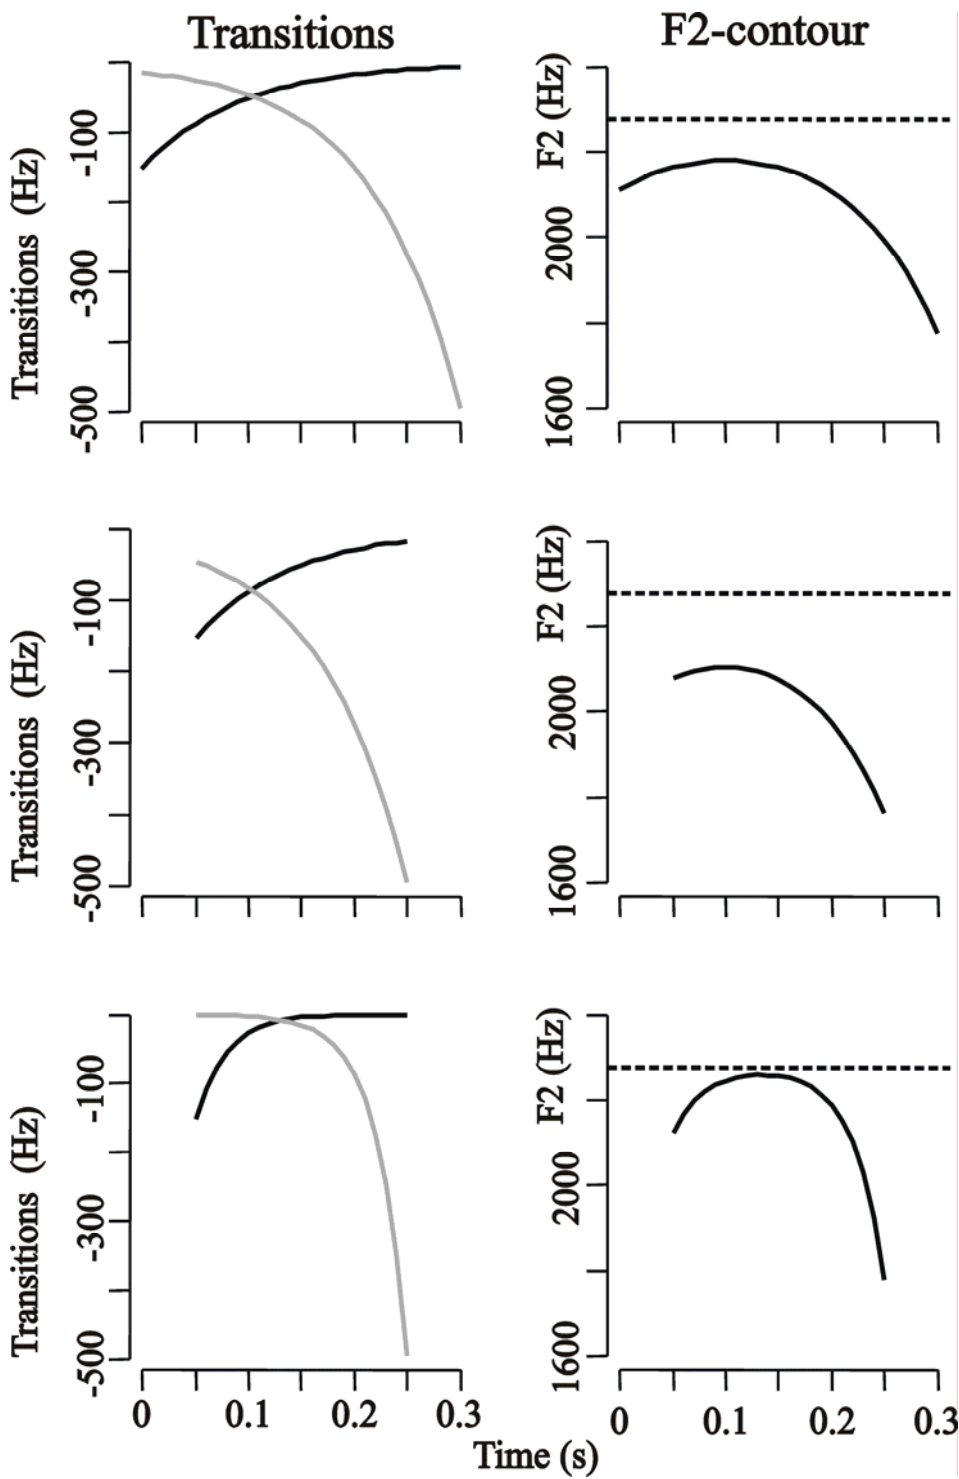 Transitions
F2-contour
Transitions (Hz)
-100
-300
-500
F2 (Hz)
2000
1600
Transitions (Hz)
-100
-300
-500
F2 (Hz)
2000
1600
Transitions (Hz)
-100
-300
-500
F2 (Hz)
2000
1600
0 0.1 0.2 0.3
0 0.1 0.2 0.3
Time (s)